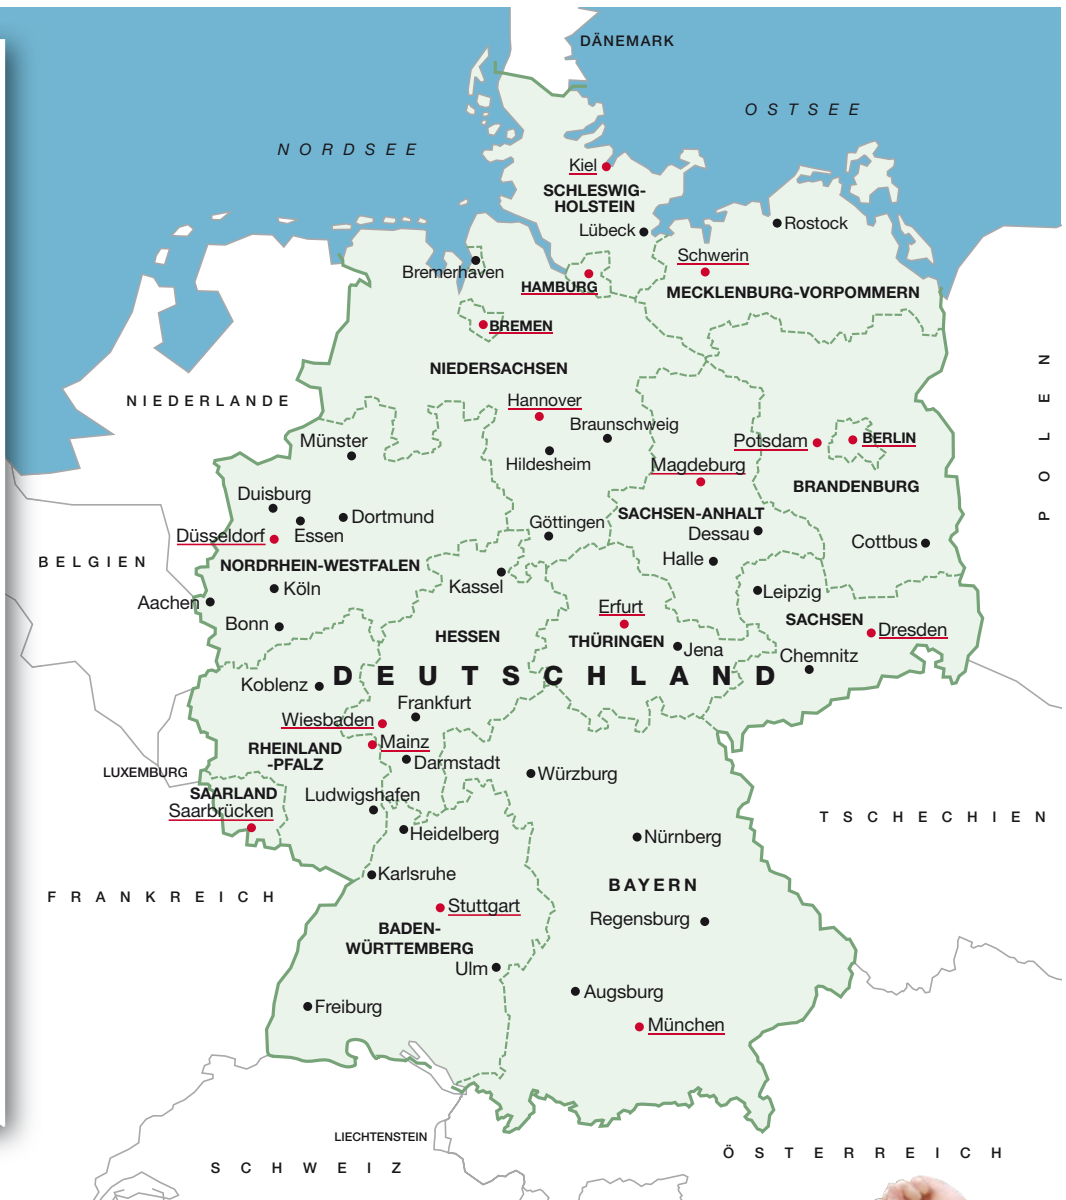 DÄNEMARK
OSTSEE
NORDSEE
Kiel
SCHLESWIG-
HOLSTEIN
Lübeck
Rostock
Schwerin
Bremerhaven
HAMBURG
MECKLENBURG-VORPOMMERN
BREMEN
POLEN
NIEDERSACHSEN
NIEDERLANDE
Hannover
Braunschweig
Münster
Potsdam
BERLIN
Hildesheim
Magdeburg
BRANDENBURG
Duisburg
Dortmund
SACHSEN-ANHALT
Göttingen
Düsseldorf
Essen
Dessau
Cottbus
BELGIEN
NORDRHEIN-WESTFALEN
Halle
Kassel
Köln
Leipzig
Aachen
Erfurt
SACHSEN
Bonn
Dresden
HESSEN
THÜRINGEN
Jena
Chemnitz
DEUTSCHLAND
Koblenz
Frankfurt
Wiesbaden
Mainz
RHEINLAND
-PFALZ
Darmstadt
LUXEMBURG
Würzburg
SAARLAND
Ludwigshafen
Saarbrücken
TSCHECHIEN
Heidelberg
Nürnberg
Karlsruhe
BAYERN
FRANKREICH
Stuttgart
Regensburg
BADEN-
WÜRTTEMBERG
Ulm
Augsburg
Freiburg
München
LIECHTENSTEIN
ÖSTERREICH
SCHWEIZ